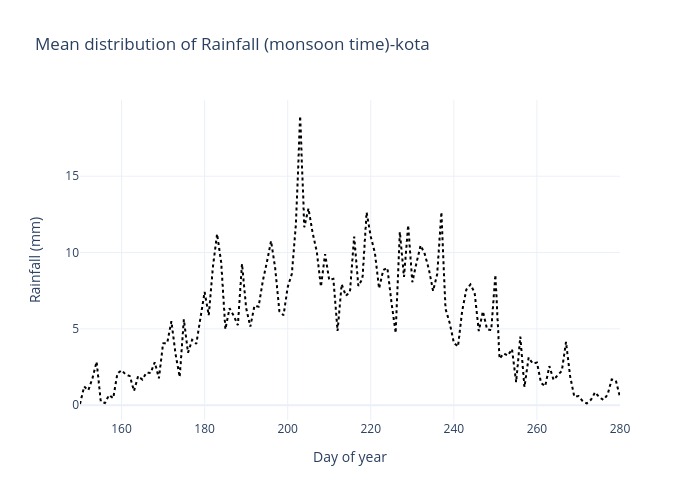 Mean distribution of Rainfall (monsoon time)-kota
15
10
5
0
Rainfall (mm)
160 180 200 220 240 260 280
Day of year